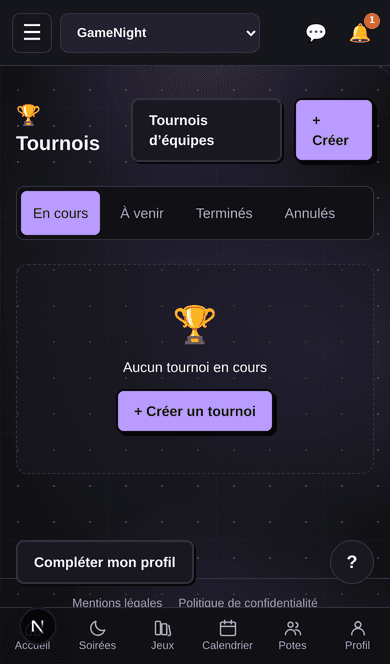 GameNight
1
Tournois
Tournois
d'équipes
+
Créer
En cours
À venir
Terminés
Annulés
Aucun tournoi en cours
+ Créer un tournoi
Compléter mon profil
?
Mentions légales
Politique de confidentialité
N
Accueil
Soirées
Jeux
Calendrier
Potes
Profil